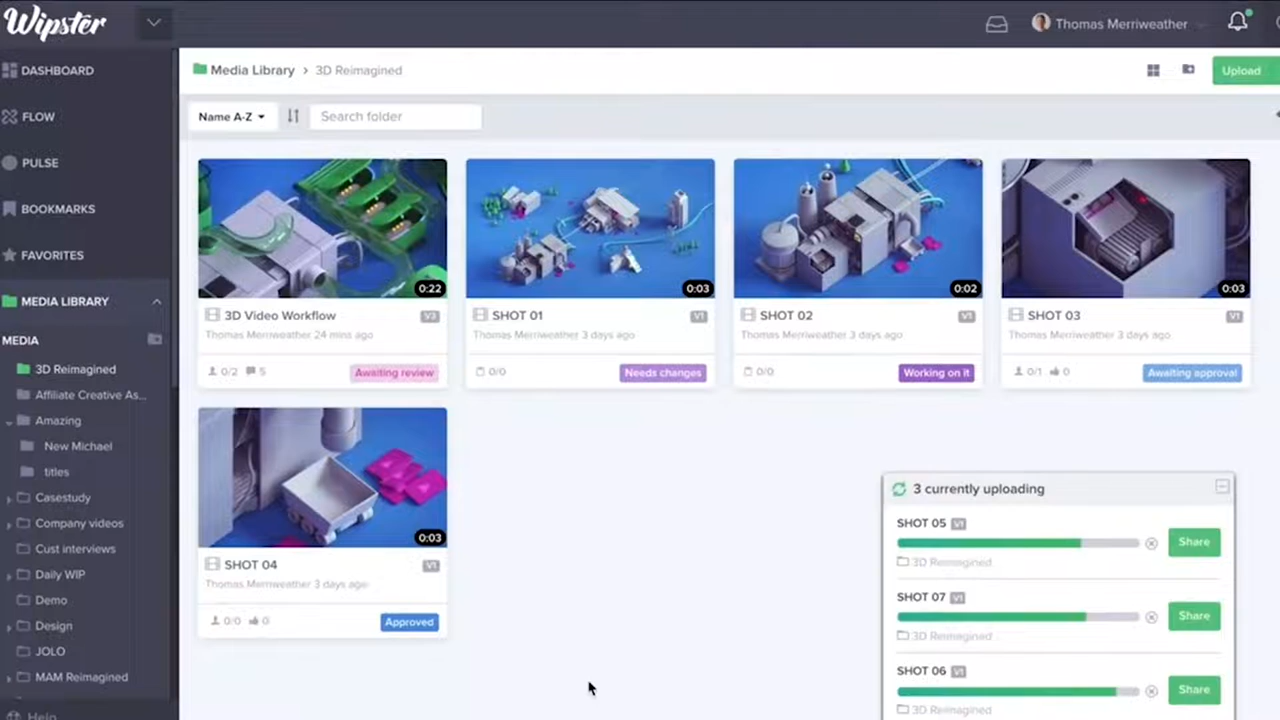 Wipster
Thomas Merriweather
DASHBOARD
FLOW
PULSE
BOOKMARKS
FAVORITES
MEDIA LIBRARY
MEDIA
3D Reimagined
Affiliate Creative As...
Amazing
New Michael
titles
Casestudy
Company videos
Cust interviews
Daily WIP
Demo
Design
JOLO
MAM Reimagined
Help
Media Library > 3D Reimagined
Upload
Name A-Z
Search folder
0:22
3D Video Workflow V3
Thomas Merriweather 24 mins ago
0/2 5 Awaiting review
0:03
SHOT 01 V1
Thomas Merriweather 3 days ago
0/0 Needs changes
0:02
SHOT 02 V1
Thomas Merriweather 3 days ago
0/0 Working on it
0:03
SHOT 03 V1
Thomas Merriweather 3 days ago
0/1 0 Awaiting approval
0:03
SHOT 04 V1
Thomas Merriweather 3 days ago
0/0 0 Approved
3 currently uploading
SHOT 05 V1
Share
3D Reimagined
SHOT 07 V1
Share
3D Reimagined
SHOT 06 V1
Share
3D Reimagined